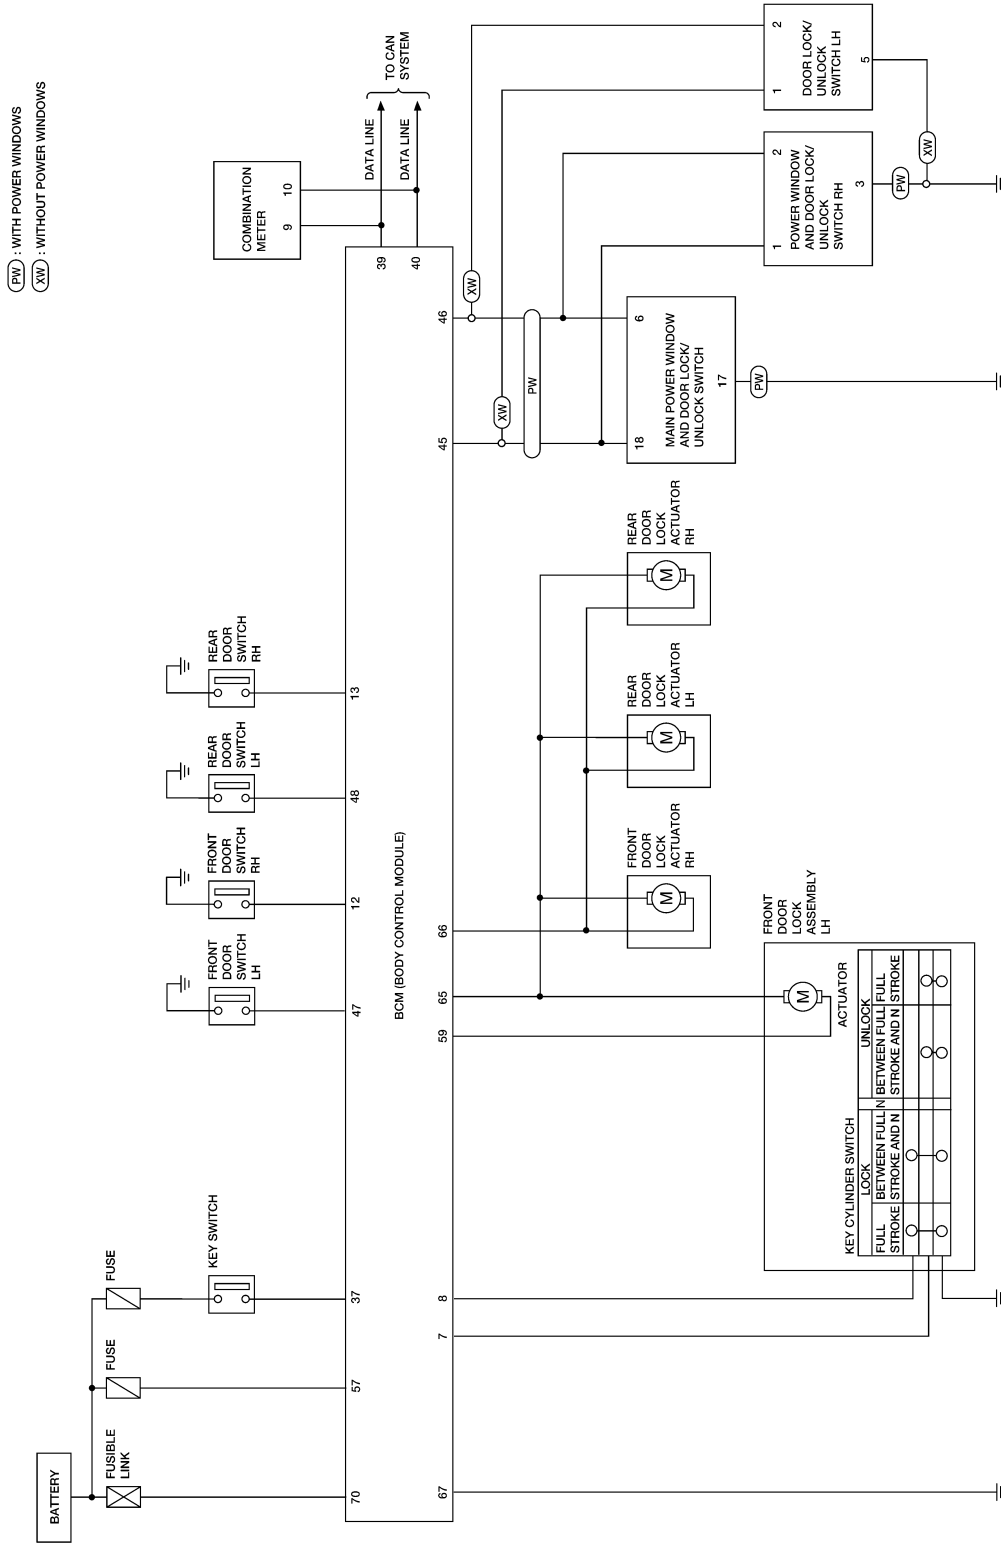 PW : WITH POWER WINDOWS
XW : WITHOUT POWER WINDOWS
BATTERY
FUSIBLE
LINK
FUSE
FUSE
KEY SWITCH
FRONT
DOOR
SWITCH
LH
FRONT
DOOR
SWITCH
RH
REAR
DOOR
SWITCH
LH
REAR
DOOR
SWITCH
RH
COMBINATION
METER
9
10
DATA LINE
DATA LINE
TO CAN
SYSTEM
70
57
37
47
12
48
13
39
40
BCM (BODY CONTROL MODULE)
67
7
8
59
65
66
45
46
XW
XW
PW
FRONT
DOOR
LOCK
ACTUATOR
RH
M
REAR
DOOR
LOCK
ACTUATOR
LH
M
REAR
DOOR
LOCK
ACTUATOR
RH
M
18
6
MAIN POWER WINDOW
AND DOOR LOCK/
UNLOCK SWITCH
17
PW
FRONT
DOOR
LOCK
ASSEMBLY
LH
M
ACTUATOR
KEY CYLINDER SWITCH
LOCK
N
UNLOCK
FULL
STROKE
BETWEEN FULL
STROKE AND N
BETWEEN FULL
STROKE AND N
FULL
STROKE
1
2
POWER WINDOW
AND DOOR LOCK/
UNLOCK
SWITCH RH
3
PW
1
2
DOOR LOCK/
UNLOCK
SWITCH LH
5
XW